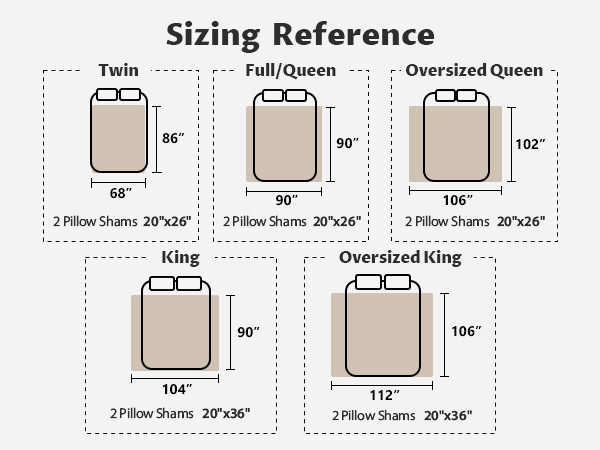 Sizing Reference
Twin
86”
68”
2 Pillow Shams 20"x26"
Full/Queen
90”
90”
2 Pillow Shams 20"x26"
Oversized Queen
102”
106”
2 Pillow Shams 20"x26"
King
90”
104”
2 Pillow Shams 20"x36"
Oversized King
106”
112”
2 Pillow Shams 20"x36"